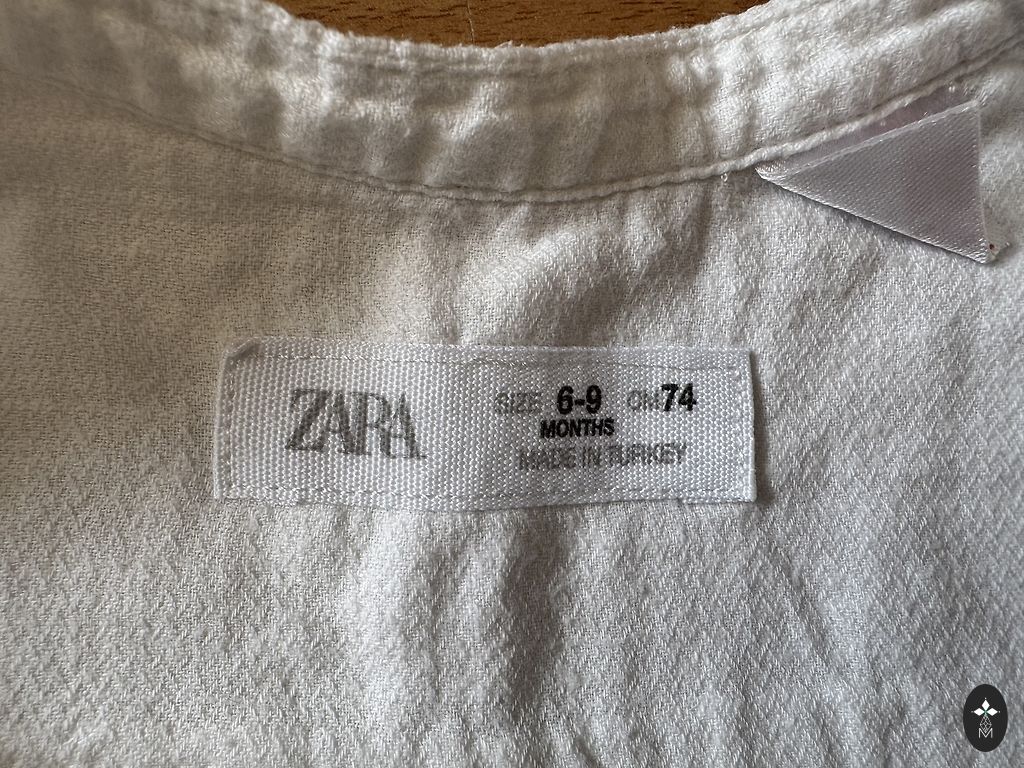 ZARA
SIZE 6-9 CM 74
MONTHS
MADE IN TURKEY
M